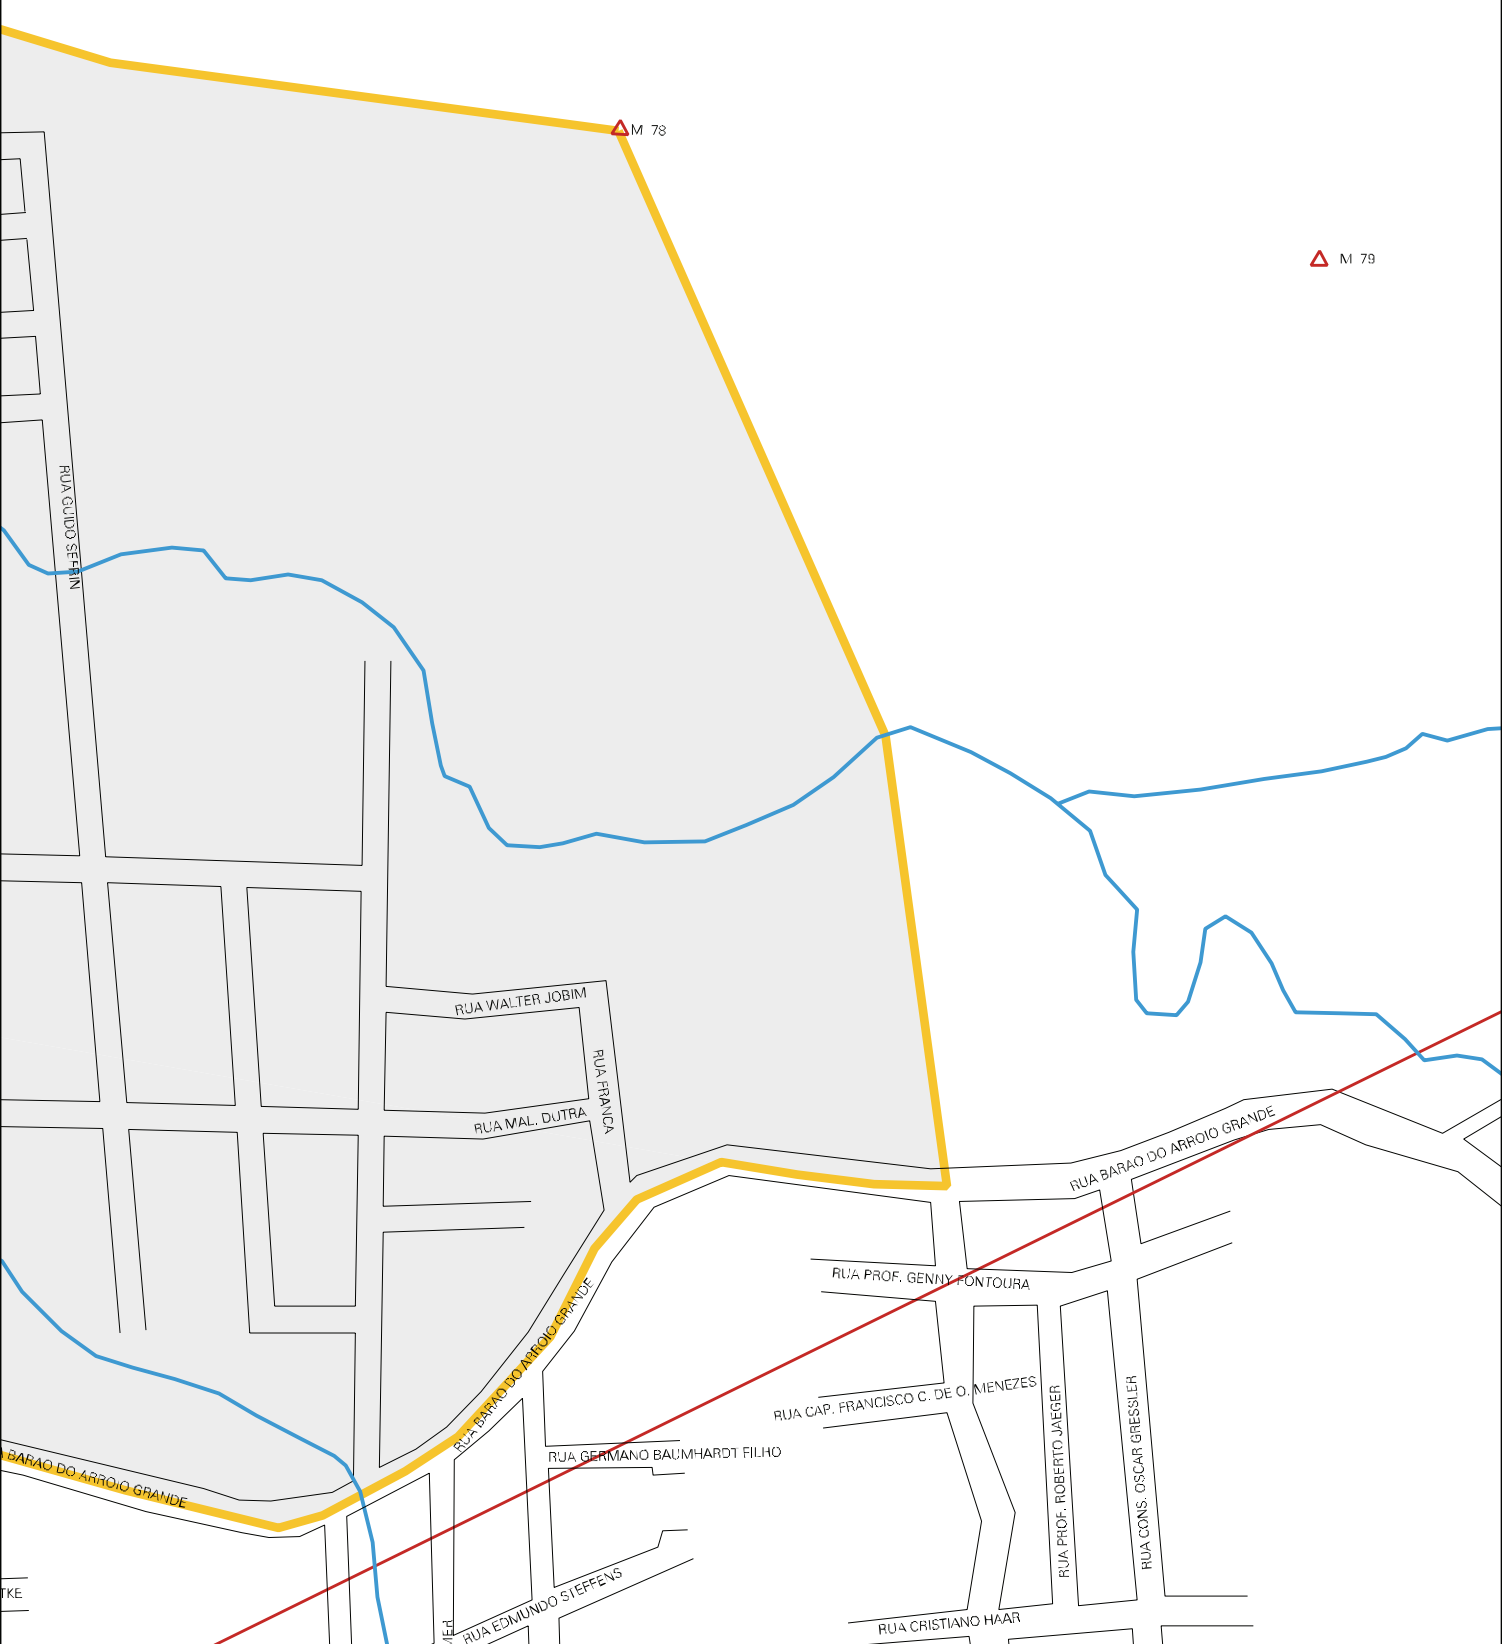 M 78
M 79
RUA GUIDO SEFRIN
RUA WALTER JOBIM
RUA FRANCA
RUA MAL. DUTRA
RUA BARAO DO ARROIO GRANDE
RUA PROF. GENNY FONTOURA
RUA BARAO DO ARROIO GRANDE
RUA CAP. FRANCISCO C. DE O. MENEZES
RUA PROF. ROBERTO JAEGER
RUA CONS. OSCAR GRESSLER
RUA GERMANO BAUMHARDT FILHO
BARAO DO ARROIO GRANDE
TKE
RUA EDMUNDO STEFFENS
MER
RUA CRISTIANO HAAR